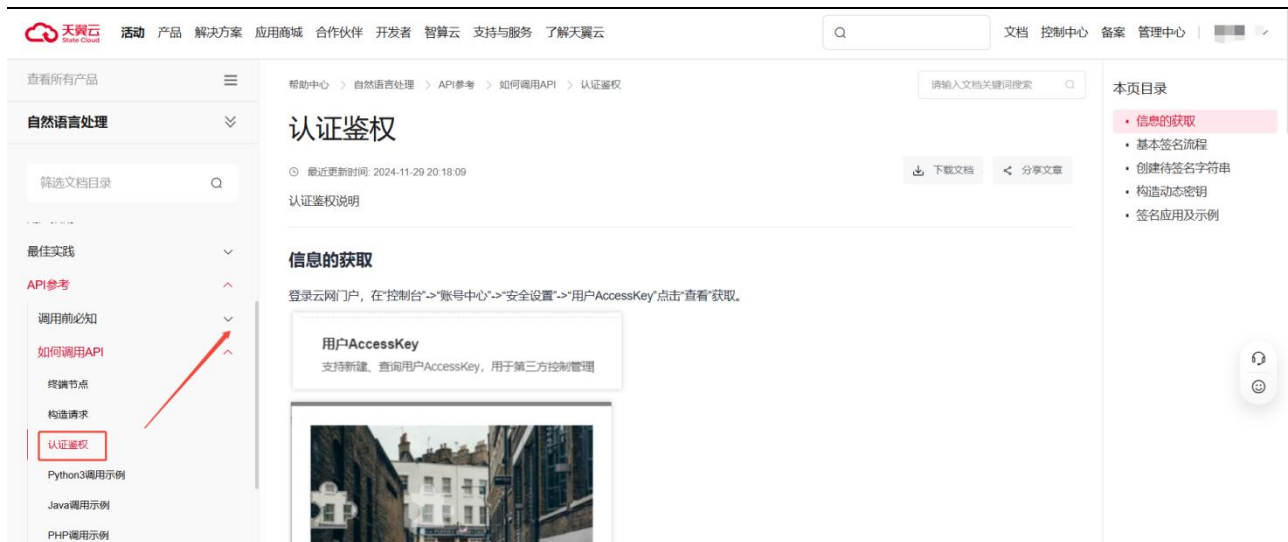 天翼云
State Cloud
活动 产品 解决方案 应用商城 合作伙伴 开发者 智算云 支持与服务 了解天翼云
文档 控制中心 备案 管理中心
查看所有产品
帮助中心 > 自然语言处理 > API参考 > 如何调用API > 认证鉴权
请输入文档关键词搜索
本页目录
自然语言处理
认证鉴权
• 信息的获取
• 基本签名流程
• 创建待签名字符串
• 构造动态密钥
• 签名应用及示例
筛选文档目录
最近更新时间: 2024-11-29 20:18:09
下载文档
分享文章
认证鉴权说明
最佳实践
信息的获取
API参考
登录云网门户，在“控制台”->“账号中心”->“安全设置”->“用户AccessKey”点击“查看”获取。
调用前必知
用户AccessKey
如何调用API
支持新建、查询用户AccessKey，用于第三方控制管理
终端节点
构造请求
认证鉴权
Python3调用示例
Java调用示例
PHP调用示例